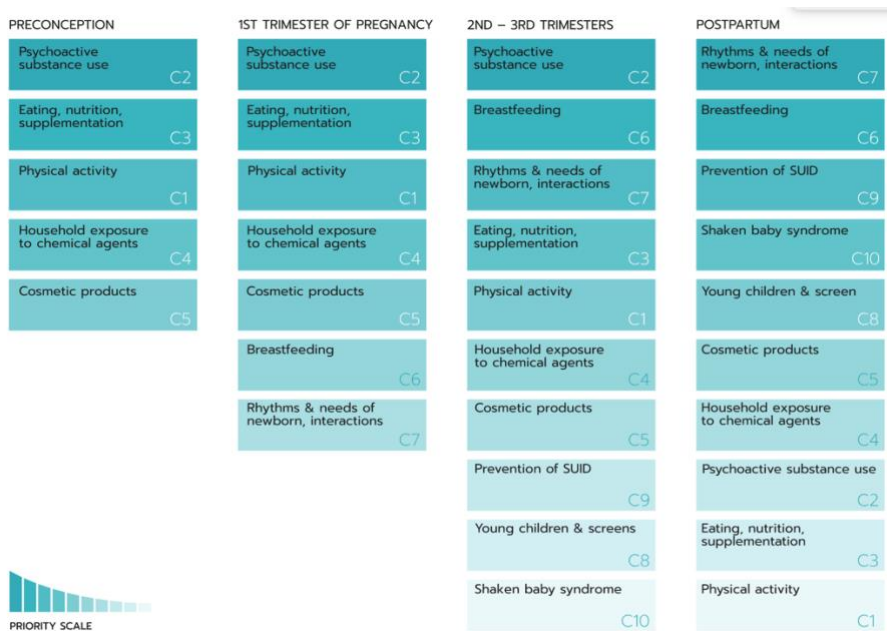 PRECONCEPTION
Psychoactive
substance use
C2
Eating, nutrition,
supplementation
C3
Physical activity
C1
Household exposure
to chemical agents
C4
Cosmetic products
C5
1ST TRIMESTER OF PREGNANCY
Psychoactive
substance use
C2
Eating, nutrition,
supplementation
C3
Physical activity
C1
Household exposure
to chemical agents
C4
Cosmetic products
C5
Breastfeeding
C6
Rhythms & needs of
newborn, interactions
C7
2ND – 3RD TRIMESTERS
Psychoactive
substance use
C2
Breastfeeding
C6
Rhythms & needs of
newborn, interactions
C7
Eating, nutrition,
supplementation
C3
Physical activity
C1
Household exposure
to chemical agents
C4
Cosmetic products
C5
Prevention of SUID
C9
Young children & screens
C8
Shaken baby syndrome
C10
POSTPARTUM
Rhythms & needs of
newborn, interactions
C7
Breastfeeding
C6
Prevention of SUID
C9
Shaken baby syndrome
C10
Young children & screen
C8
Cosmetic products
C5
Household exposure
to chemical agents
C4
Psychoactive substance use
C2
Eating, nutrition,
supplementation
C3
Physical activity
C1
PRIORITY SCALE